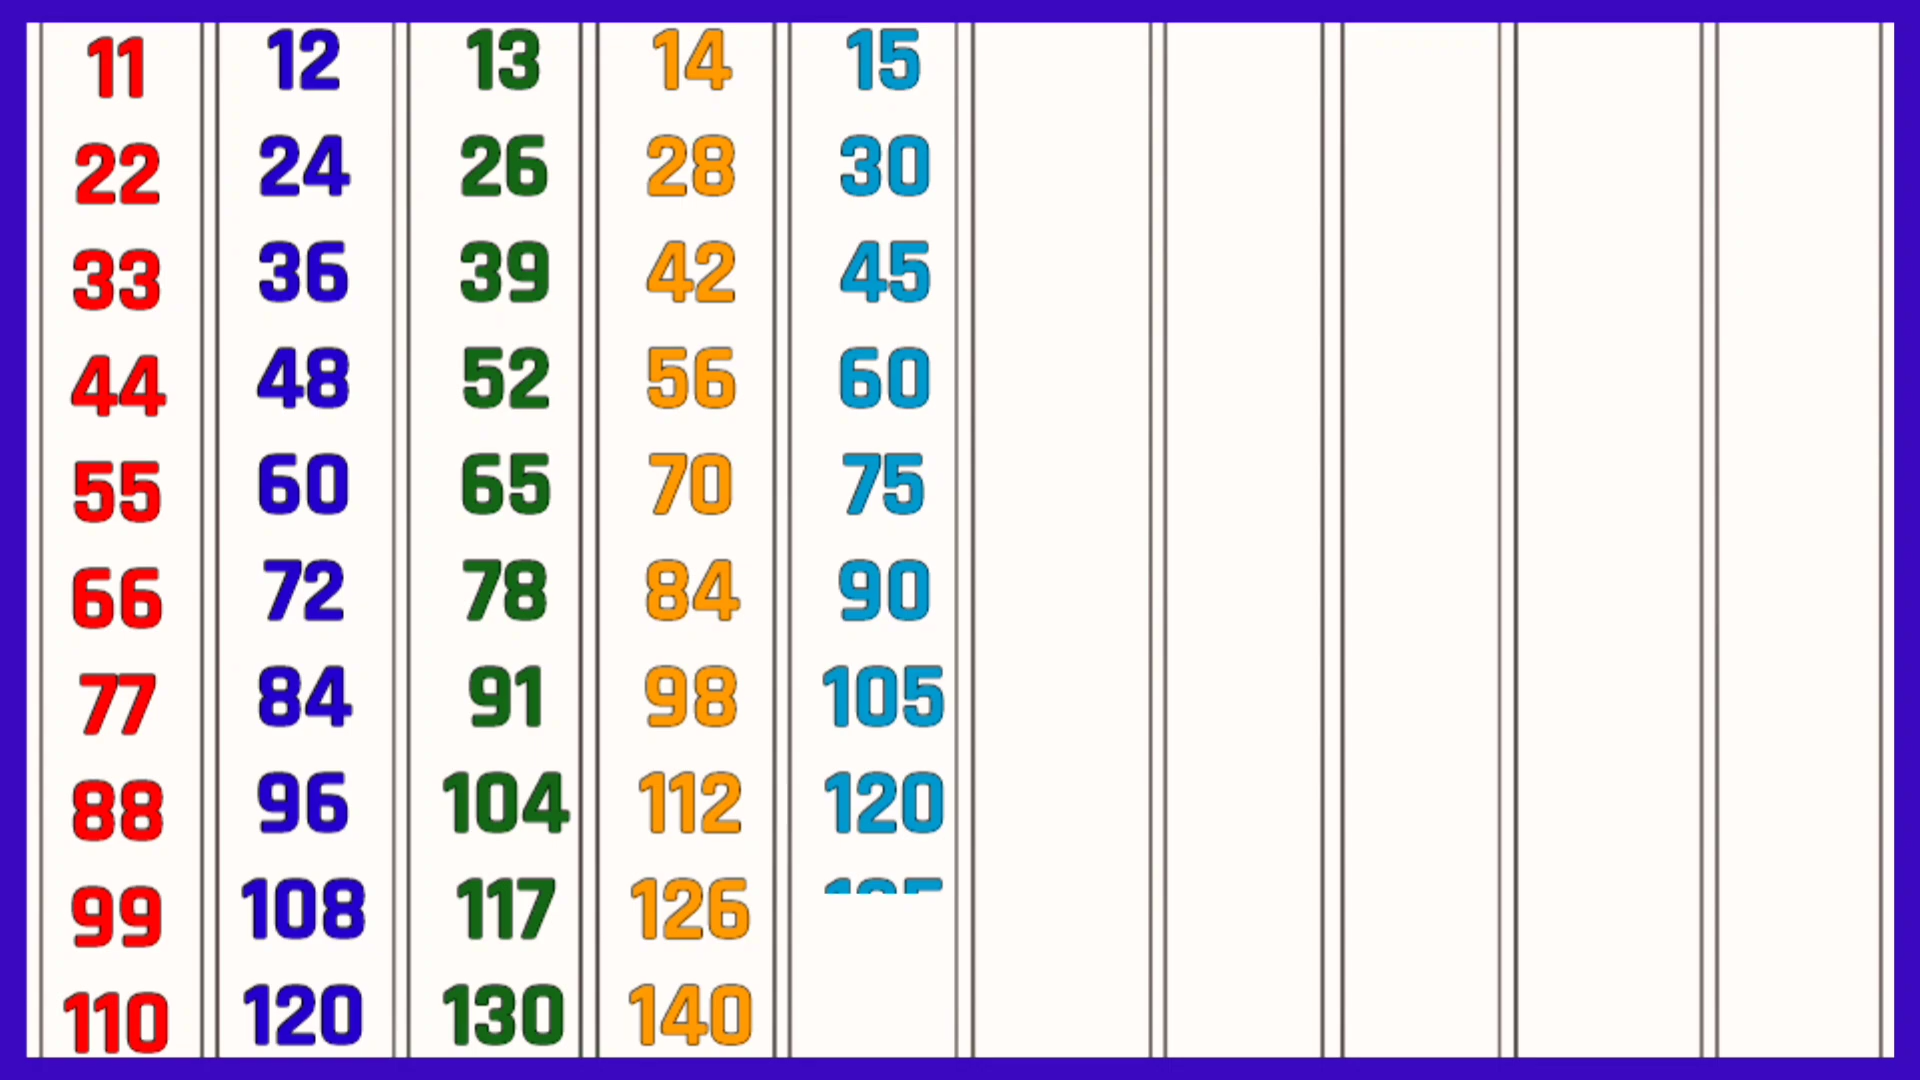 11 12 13 14 15
22 24 26 28 30
33 36 39 42 45
44 48 52 56 60
55 60 65 70 75
66 72 78 84 90
77 84 91 98 105
88 96 104 112 120
99 108 117 126
110 120 130 140